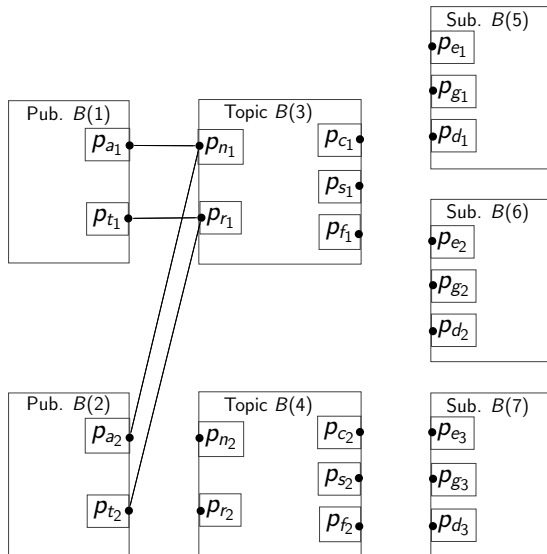 Pub. B(1)
p_{a_1}
p_{t_1}
Topic B(3)
p_{n_1}
p_{r_1}
p_{c_1}
p_{s_1}
p_{f_1}
Sub. B(5)
p_{e_1}
p_{g_1}
p_{d_1}
Sub. B(6)
p_{e_2}
p_{g_2}
p_{d_2}
Pub. B(2)
p_{a_2}
p_{t_2}
Topic B(4)
p_{n_2}
p_{r_2}
p_{c_2}
p_{s_2}
p_{f_2}
Sub. B(7)
p_{e_3}
p_{g_3}
p_{d_3}